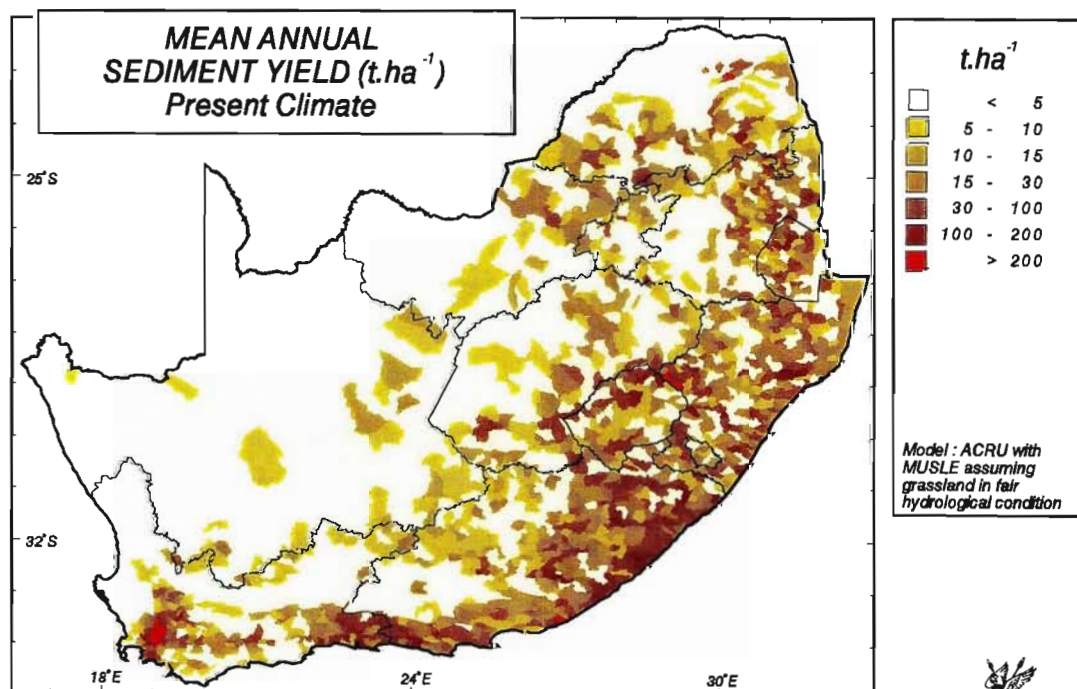 MEAN ANNUAL
SEDIMENT YIELD (t.ha⁻¹)
Present Climate
25°S
32°S
18°E
24°E
30°E
t.ha⁻¹
< 5
5 - 10
10 - 15
15 - 30
30 - 100
100 - 200
> 200
Model : ACRU with
MUSLE assuming
grassland in fair
hydrological condition